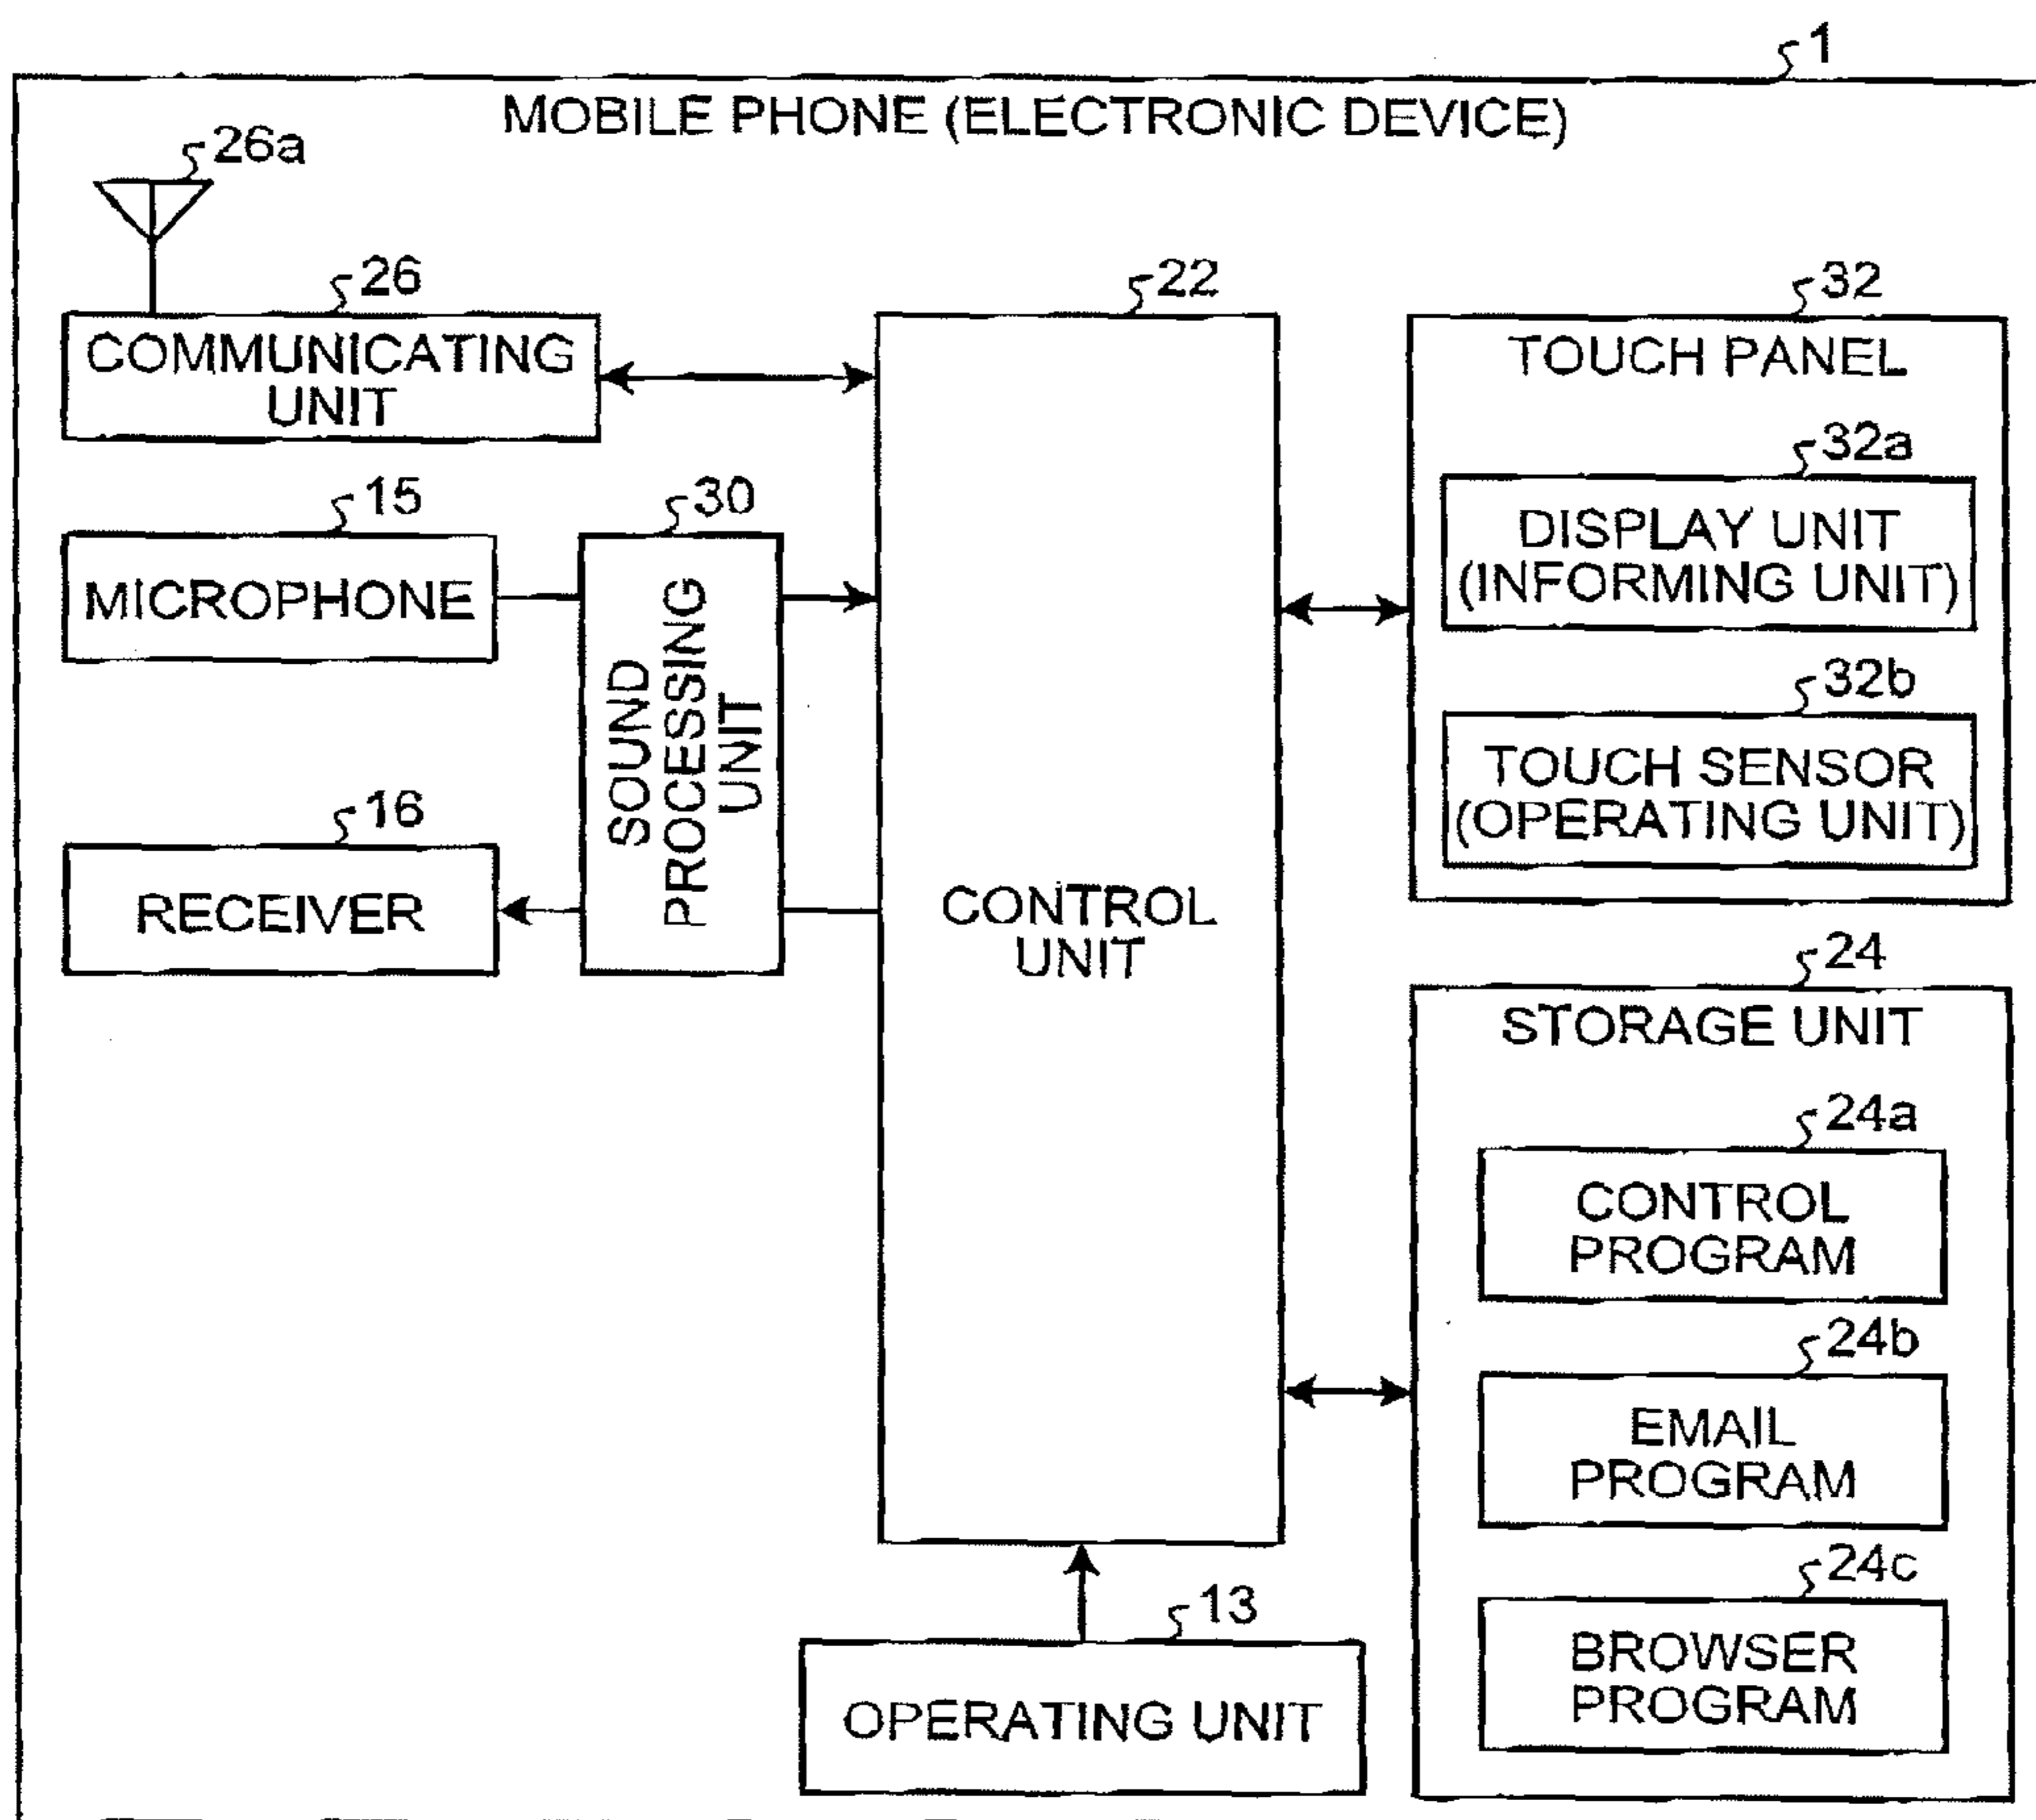 1
MOBILE PHONE (ELECTRONIC DEVICE)
26a
26
COMMUNICATING
UNIT
15
MICROPHONE
16
RECEIVER
30
SOUND
PROCESSING
UNIT
22
CONTROL
UNIT
13
OPERATING UNIT
32
TOUCH PANEL
32a
DISPLAY UNIT
(INFORMING UNIT)
32b
TOUCH SENSOR
(OPERATING UNIT)
24
STORAGE UNIT
24a
CONTROL
PROGRAM
24b
EMAIL
PROGRAM
24c
BROWSER
PROGRAM